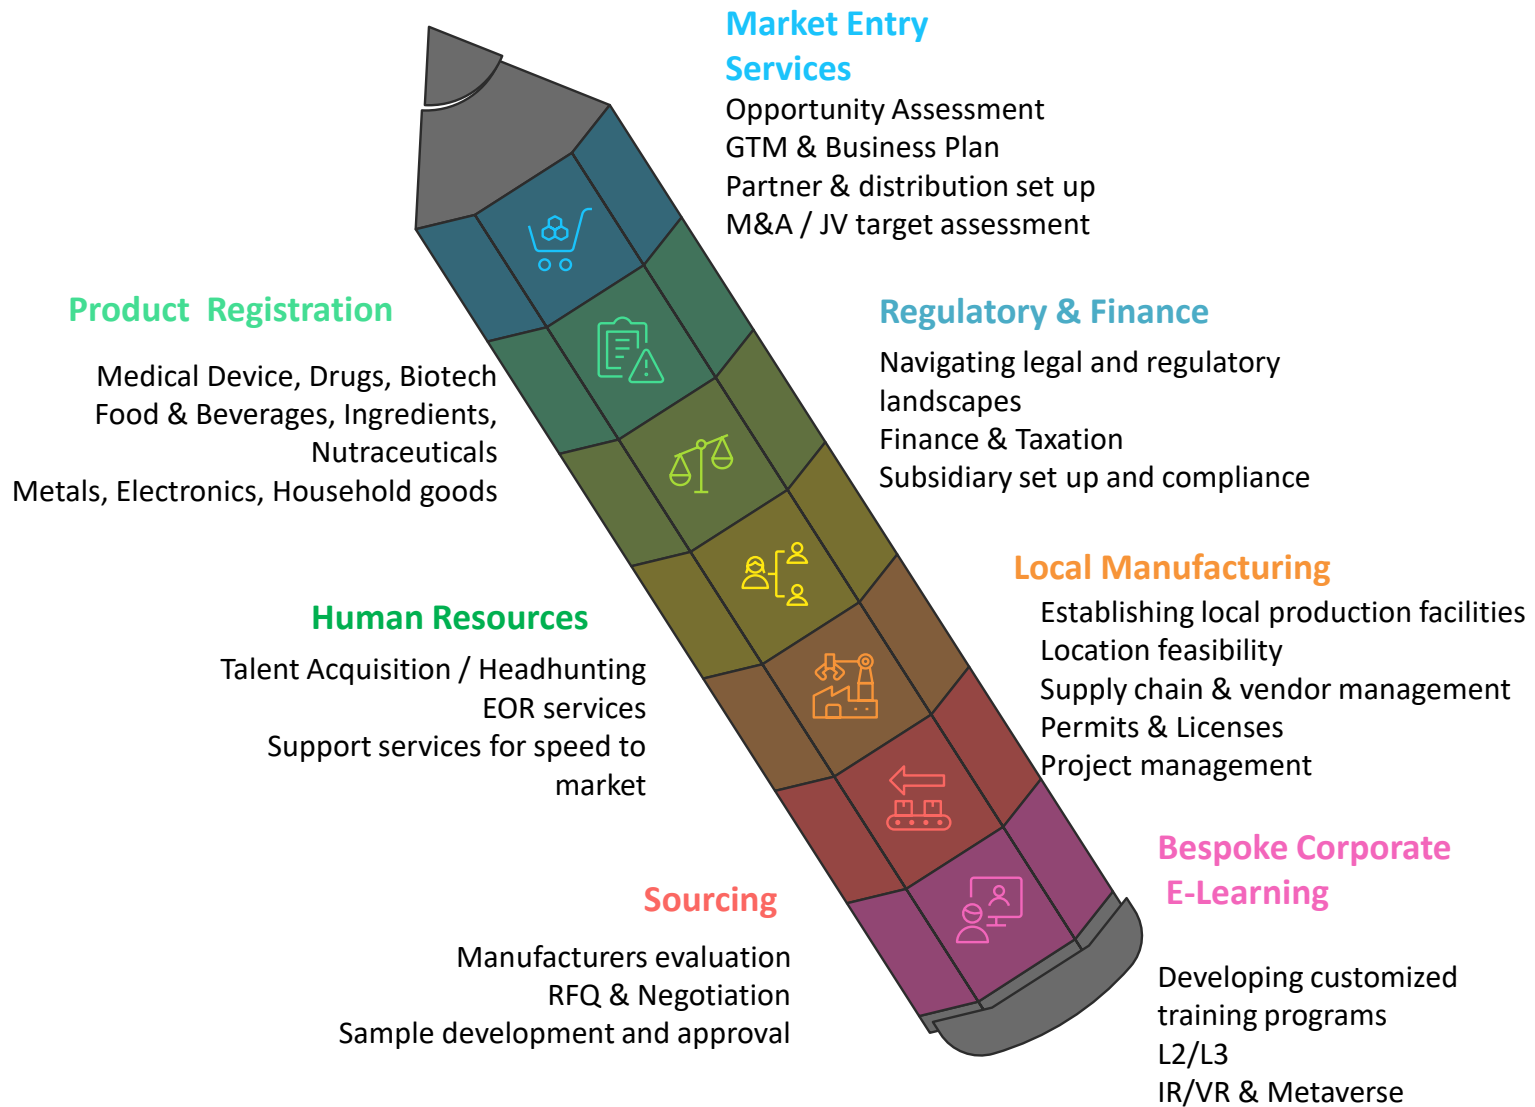 Market Entry
Services
Opportunity Assessment
GTM & Business Plan
Partner & distribution set up
M&A / JV target assessment
Product Registration
Medical Device, Drugs, Biotech
Food & Beverages, Ingredients,
Nutraceuticals
Metals, Electronics, Household goods
Regulatory & Finance
Navigating legal and regulatory
landscapes
Finance & Taxation
Subsidiary set up and compliance
Human Resources
Talent Acquisition / Headhunting
EOR services
Support services for speed to
market
Local Manufacturing
Establishing local production facilities
Location feasibility
Supply chain & vendor management
Permits & Licenses
Project management
Sourcing
Manufacturers evaluation
RFQ & Negotiation
Sample development and approval
Bespoke Corporate
E-Learning
Developing customized
training programs
L2/L3
IR/VR & Metaverse